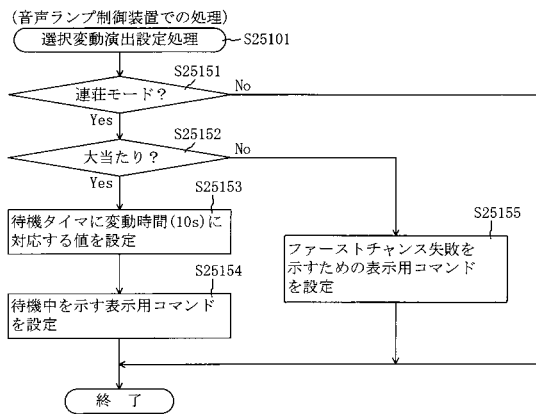 (音声ランプ制御装置での処理)
選択変動演出設定処理
S25101
S25151
連荘モード？
No
Yes
S25152
大当たり？
No
Yes
S25153
待機タイマに変動時間(10s)に
対応する値を設定
S25155
ファーストチャンス失敗を
示すための表示用コマンド
を設定
S25154
待機中を示す表示用コマンド
を設定
終 了